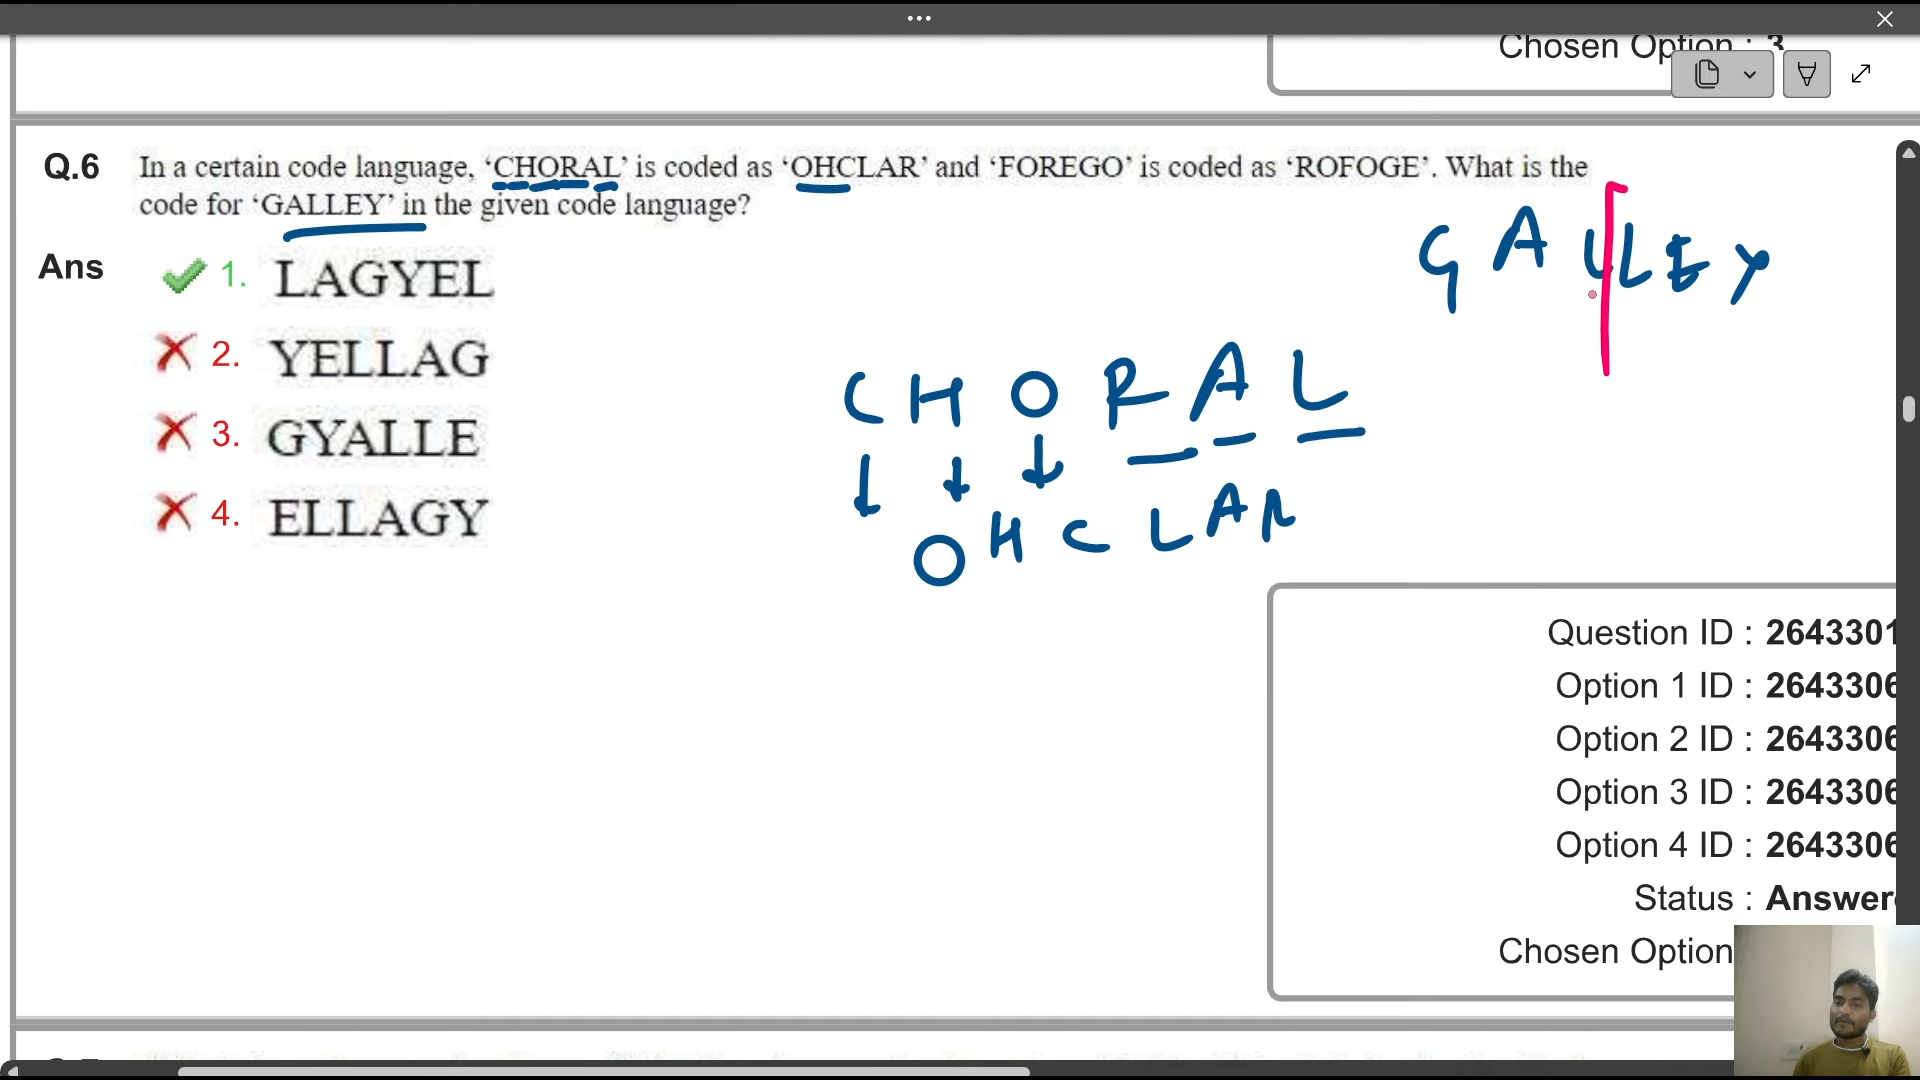 Chosen Option : 3
Q.6 In a certain code language, ‘CHORAL’ is coded as ‘OHCLAR’ and ‘FOREGO’ is coded as ‘ROFOGE’. What is the
code for ‘GALLEY’ in the given code language?
Ans
1. LAGYEL
2. YELLAG
3. GYALLE
4. ELLAGY
G A L L E Y
C H O R A L
O H C L A R
Question ID : 2643301
Option 1 ID : 2643306
Option 2 ID : 2643306
Option 3 ID : 2643306
Option 4 ID : 2643306
Status : Answer
Chosen Option